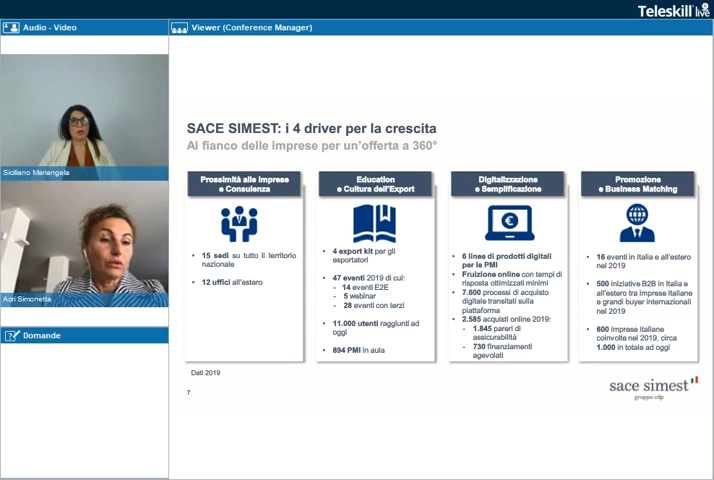 Teleskill live
Audio - Video
Viewer (Conference Manager)
Siciliano Mariangela
Acri Simonetta
Domande
SACE SIMEST: i 4 driver per la crescita
Al fianco delle imprese per un'offerta a 360°
Prossimità alle Imprese
e Consulenza
• 15 sedi su tutto il territorio
nazionale
• 12 uffici all'estero
Education
e Cultura dell'Export
• 4 export kit per gli
esportatori
• 47 eventi 2019 di cui:
- 14 eventi E2E
- 5 webinar
- 28 eventi con terzi
• 11.000 utenti raggiunti ad
oggi
• 894 PMI in aula
Digitalizzazione
e Semplificazione
• 6 linee di prodotti digitali
per le PMI
• Fruizione online con tempi di
risposta ottimizzati minimi
• 7.600 processi di acquisto
digitale transitati sulla
piattaforma
• 2.585 acquisti online 2019:
- 1.845 pareri di
assicurabilità
- 730 finanziamenti
agevolati
Promozione
e Business Matching
• 16 eventi in Italia e all'estero
nel 2019
• 500 iniziative B2B in Italia e
all'estero tra imprese italiane
e grandi buyer internazionali
nel 2019
• 600 imprese italiane
coinvolte nel 2019, circa
1.000 in totale ad oggi
Dati 2019
7
sace simest
gruppo cdp